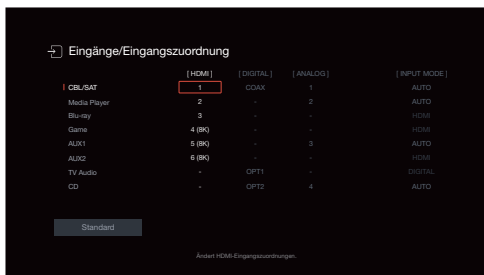 Eingänge/Eingangszuordnung
[ HDMI ] [ DIGITAL ] [ ANALOG ] [ INPUT MODE ]
CBL/SAT 1 COAX 1 AUTO
Media Player 2 - 2 AUTO
Blu-ray 3 - - HDMI
Game 4 (8K) - - AUTO
AUX1 5 (8K) - 3 AUTO
AUX2 6 (8K) - - HDMI
TV Audio - OPT1 - DIGITAL
CD - OPT2 4 AUTO
Standard
Ändert HDMI-Eingangszuordnungen.